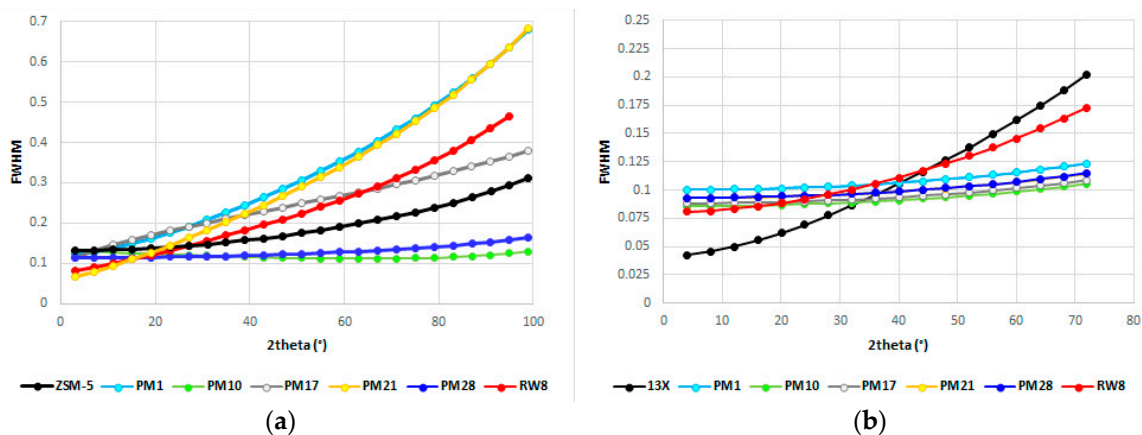 (a)
0.7
0.6
0.5
0.4
0.3
0.2
0.1
0
FWHM
0 20 40 60 80 100
2theta (°)
ZSM-5 PM1 PM10 PM17 PM21 PM28 RW8
(a)
(b)
0.25
0.225
0.2
0.175
0.15
0.125
0.1
0.075
0.05
0.025
0
FWHM
0 10 20 30 40 50 60 70 80
2theta (°)
13X PM1 PM10 PM17 PM21 PM28 RW8
(b)